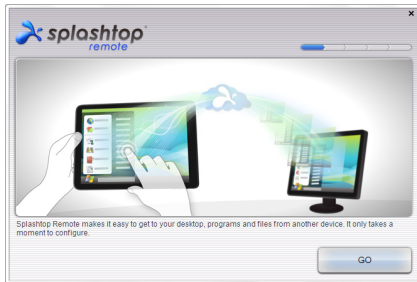 splashtop
remote
Splashtop Remote makes it easy to get to your desktop, programs and files from another device. It only takes a
moment to configure.
GO